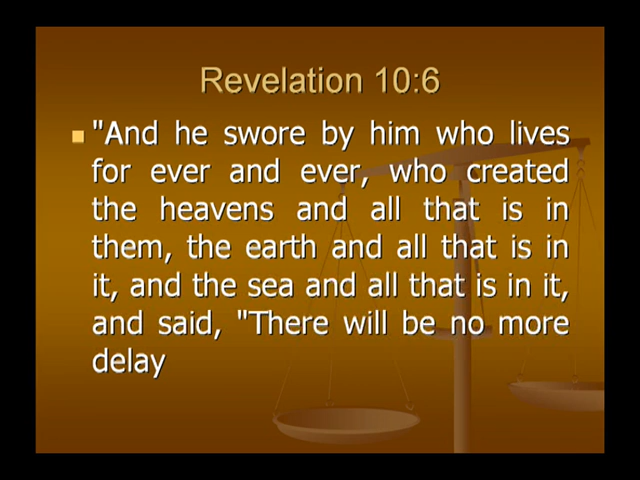 Revelation 10:6
"And he swore by him who lives
for ever and ever, who created
the heavens and all that is in
them, the earth and all that is in
it, and the sea and all that is in it,
and said, "There will be no more
delay